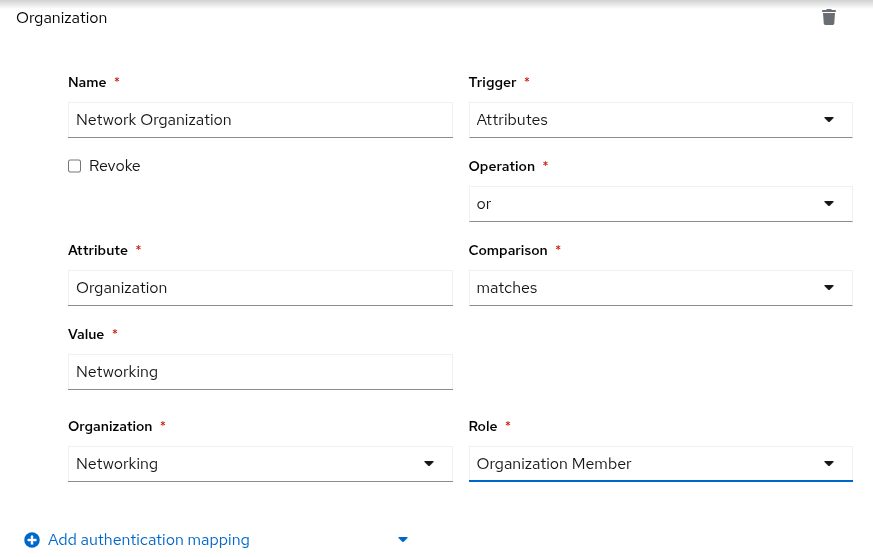 Organization
Name *
Trigger *
Network Organization
Attributes
Revoke
Operation *
or
Attribute *
Comparison *
Organization
matches
Value *
Networking
Organization *
Role *
Networking
Organization Member
Add authentication mapping